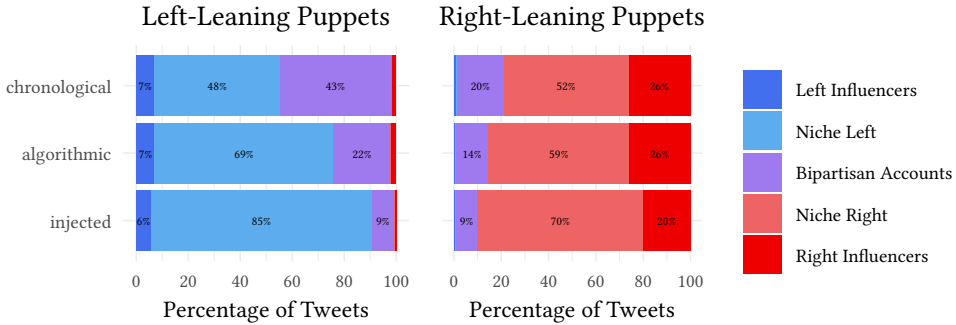 Left-Leaning Puppets
Right-Leaning Puppets
chronological
7% 48% 43%
20% 52% 26%
algorithmic
7% 69% 22%
14% 59% 26%
injected
6% 85% 9%
9% 70% 20%
0 20 40 60 80 100
0 20 40 60 80 100
Percentage of Tweets
Percentage of Tweets
Left Influencers
Niche Left
Bipartisan Accounts
Niche Right
Right Influencers